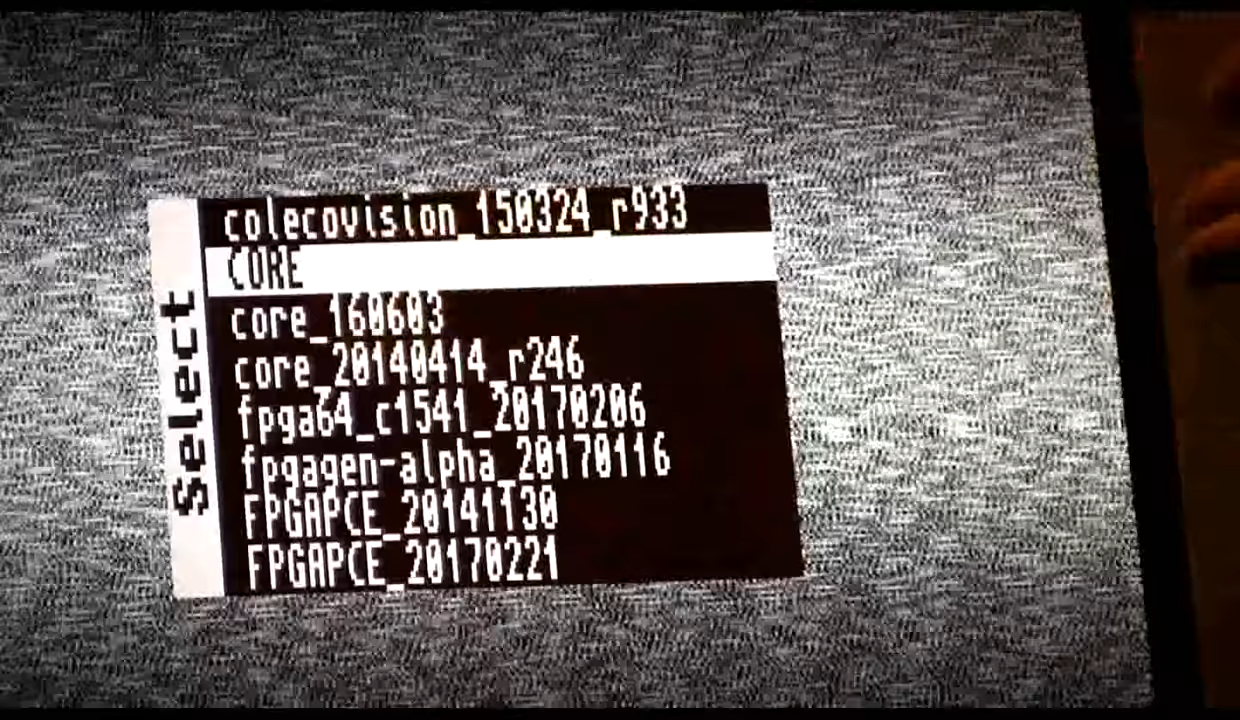 Select
colecovision_150324_r933
CORE
core_160603
core_20140414_r246
fpga64_c1541_20170206
fpgagen-alpha_20170116
FPGAPCE_20141130
FPGAPCE_20170221